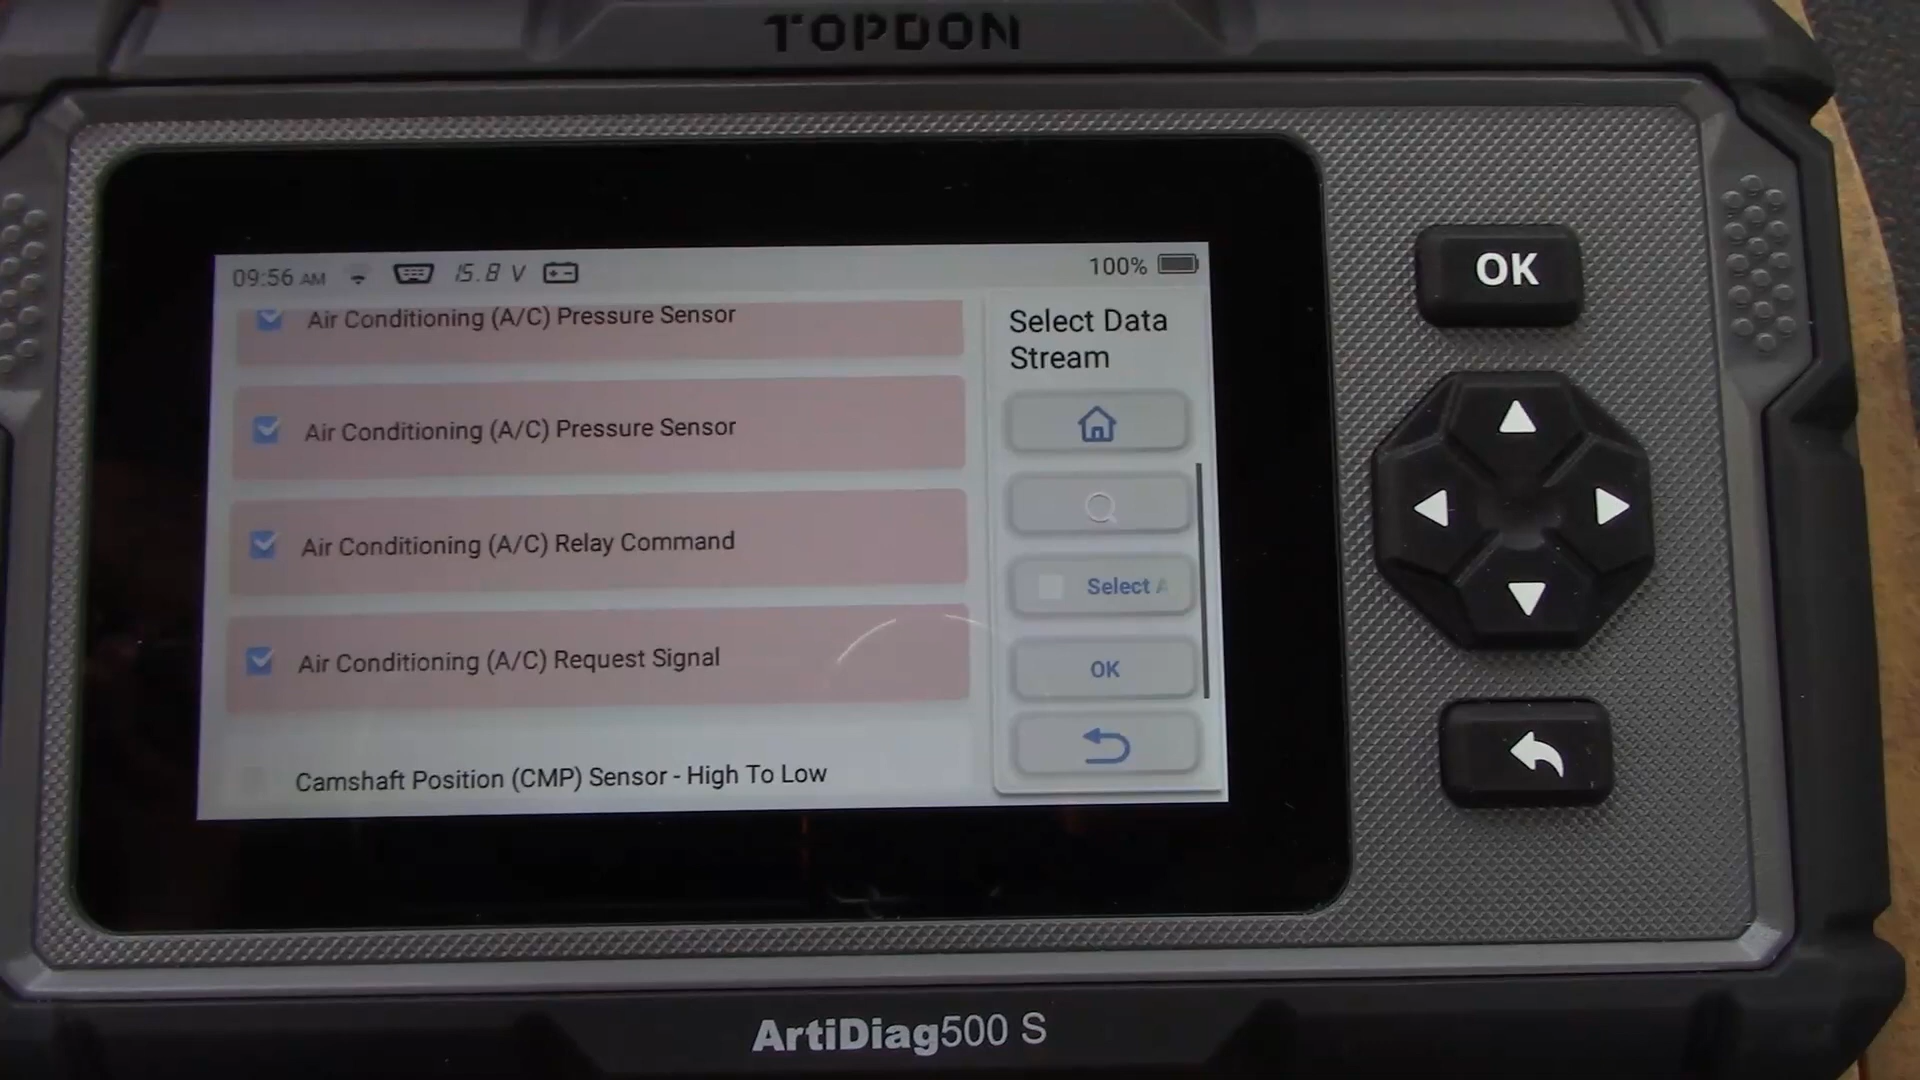 TOPDON
09:56 AM 15.8 V 100%
Air Conditioning (A/C) Pressure Sensor
Air Conditioning (A/C) Pressure Sensor
Air Conditioning (A/C) Relay Command
Air Conditioning (A/C) Request Signal
Camshaft Position (CMP) Sensor - High To Low
Select Data
Stream
Select A
OK
OK
ArtiDiag500 S